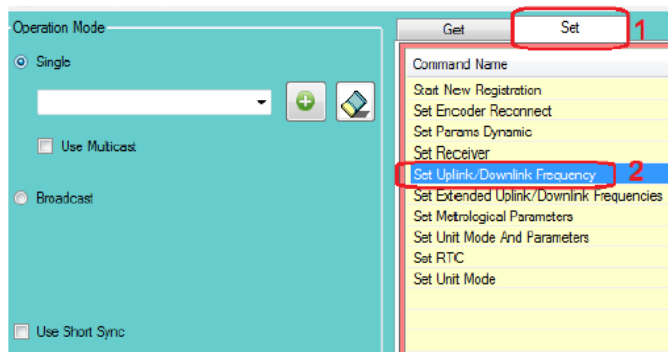 Operation Mode
Single
Use Multicast
Broadcast
Use Short Sync
Get Set 1
Command Name
Start New Registration
Set Encoder Reconnect
Set Params Dynamic
Set Receiver
Set Uplink/Downlink Frequency 2
Set Extended Uplink/Downlink Frequencies
Set Metrological Parameters
Set Unit Mode And Parameters
Set RTC
Set Unit Mode